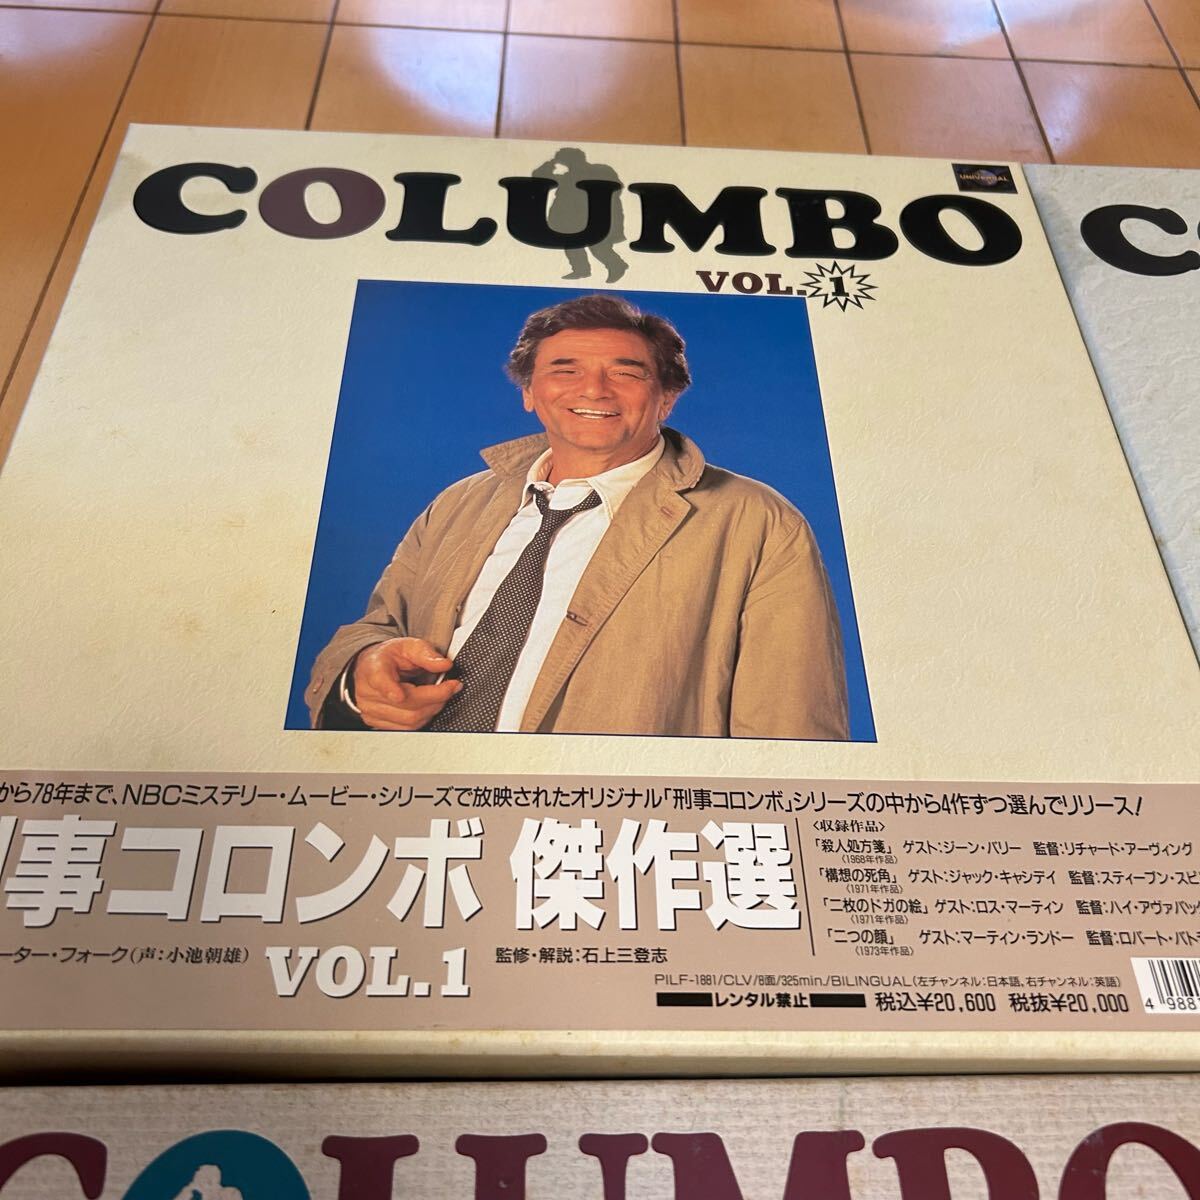 COLUMBO
UNIVERSAL
VOL. 1
から78年まで、NBCミステリー・ムービー・シリーズで放映されたオリジナル「刑事コロンボ」シリーズの中から4作ずつ選んでリリース!
事コロンボ 傑作選
ーター・フォーク(声:小池朝雄)
VOL.1
監修・解説:石上三登志
〈収録作品〉
「殺人処方箋」 ゲスト:ジーン・バリー 監督:リチャード・アーヴィング
(1968年作品)
「構想の死角」 ゲスト:ジャック・キャシデイ 監督:スティーブン・スピ
(1971年作品)
「二枚のドガの絵」 ゲスト:ロス・マーティン 監督:ハイ・アヴァバック
(1971年作品)
「二つの顔」 ゲスト:マーティン・ランドー 監督:ロバート・バト
(1973年作品)
PILF-1881/CLV/8面/325min./BILINGUAL(左チャンネル:日本語,右チャンネル:英語)
レンタル禁止 税込¥20,600 税抜¥20,000
4 988
COLUMBO